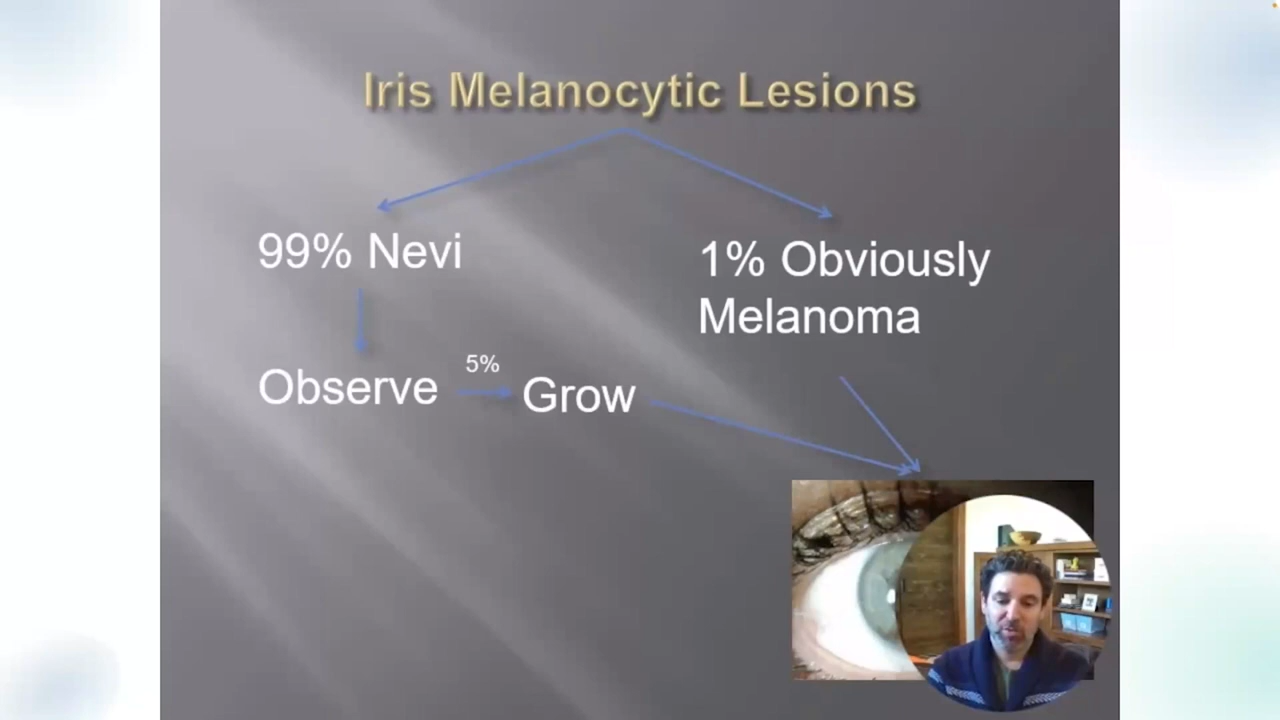 Iris Melanocytic Lesions
99% Nevi
1% Obviously
Melanoma
Observe
5%
Grow